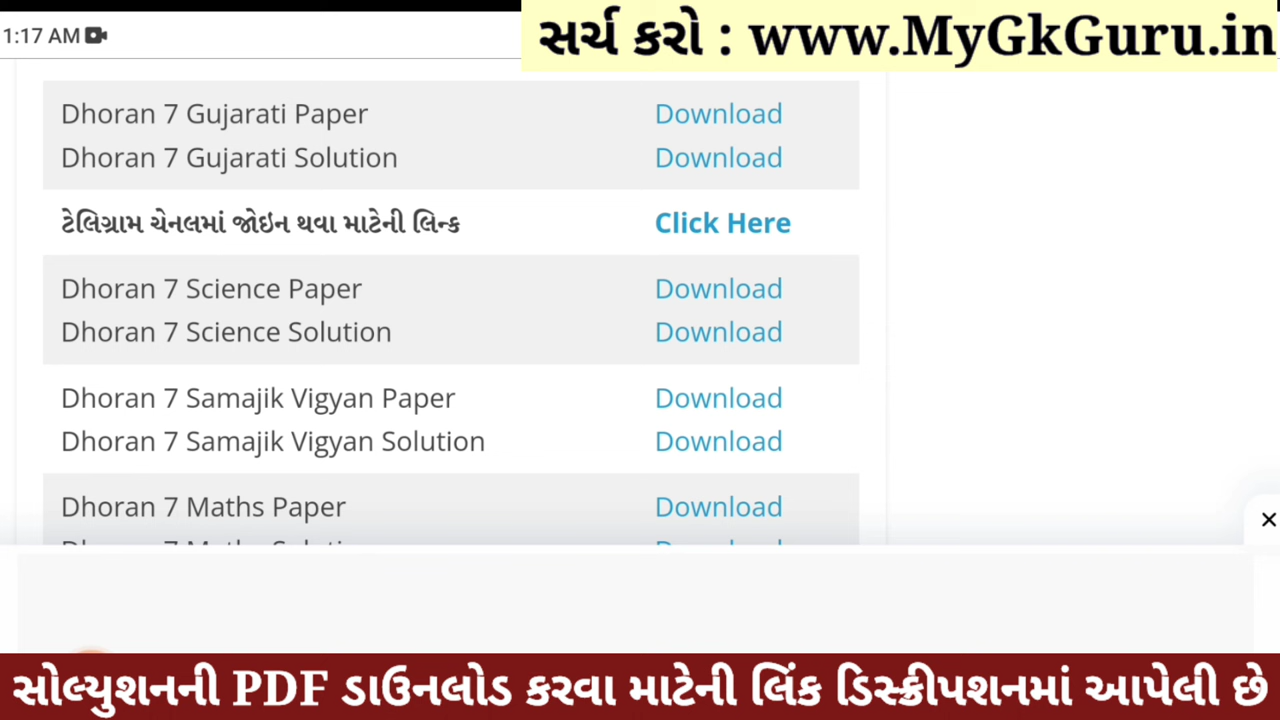 1:17 AM
સર્ચ કરો : www.MyGkGuru.in
Dhoran 7 Gujarati Paper Download
Dhoran 7 Gujarati Solution Download
ટેલિગ્રામ ચેનલમાં જોઇન થવા માટેની લિન્ક Click Here
Dhoran 7 Science Paper Download
Dhoran 7 Science Solution Download
Dhoran 7 Samajik Vigyan Paper Download
Dhoran 7 Samajik Vigyan Solution Download
Dhoran 7 Maths Paper Download
સોલ્યુશનની PDF ડાઉનલોડ કરવા માટેની લિંક ડિસ્ક્રીપશનમાં આપેલી છે